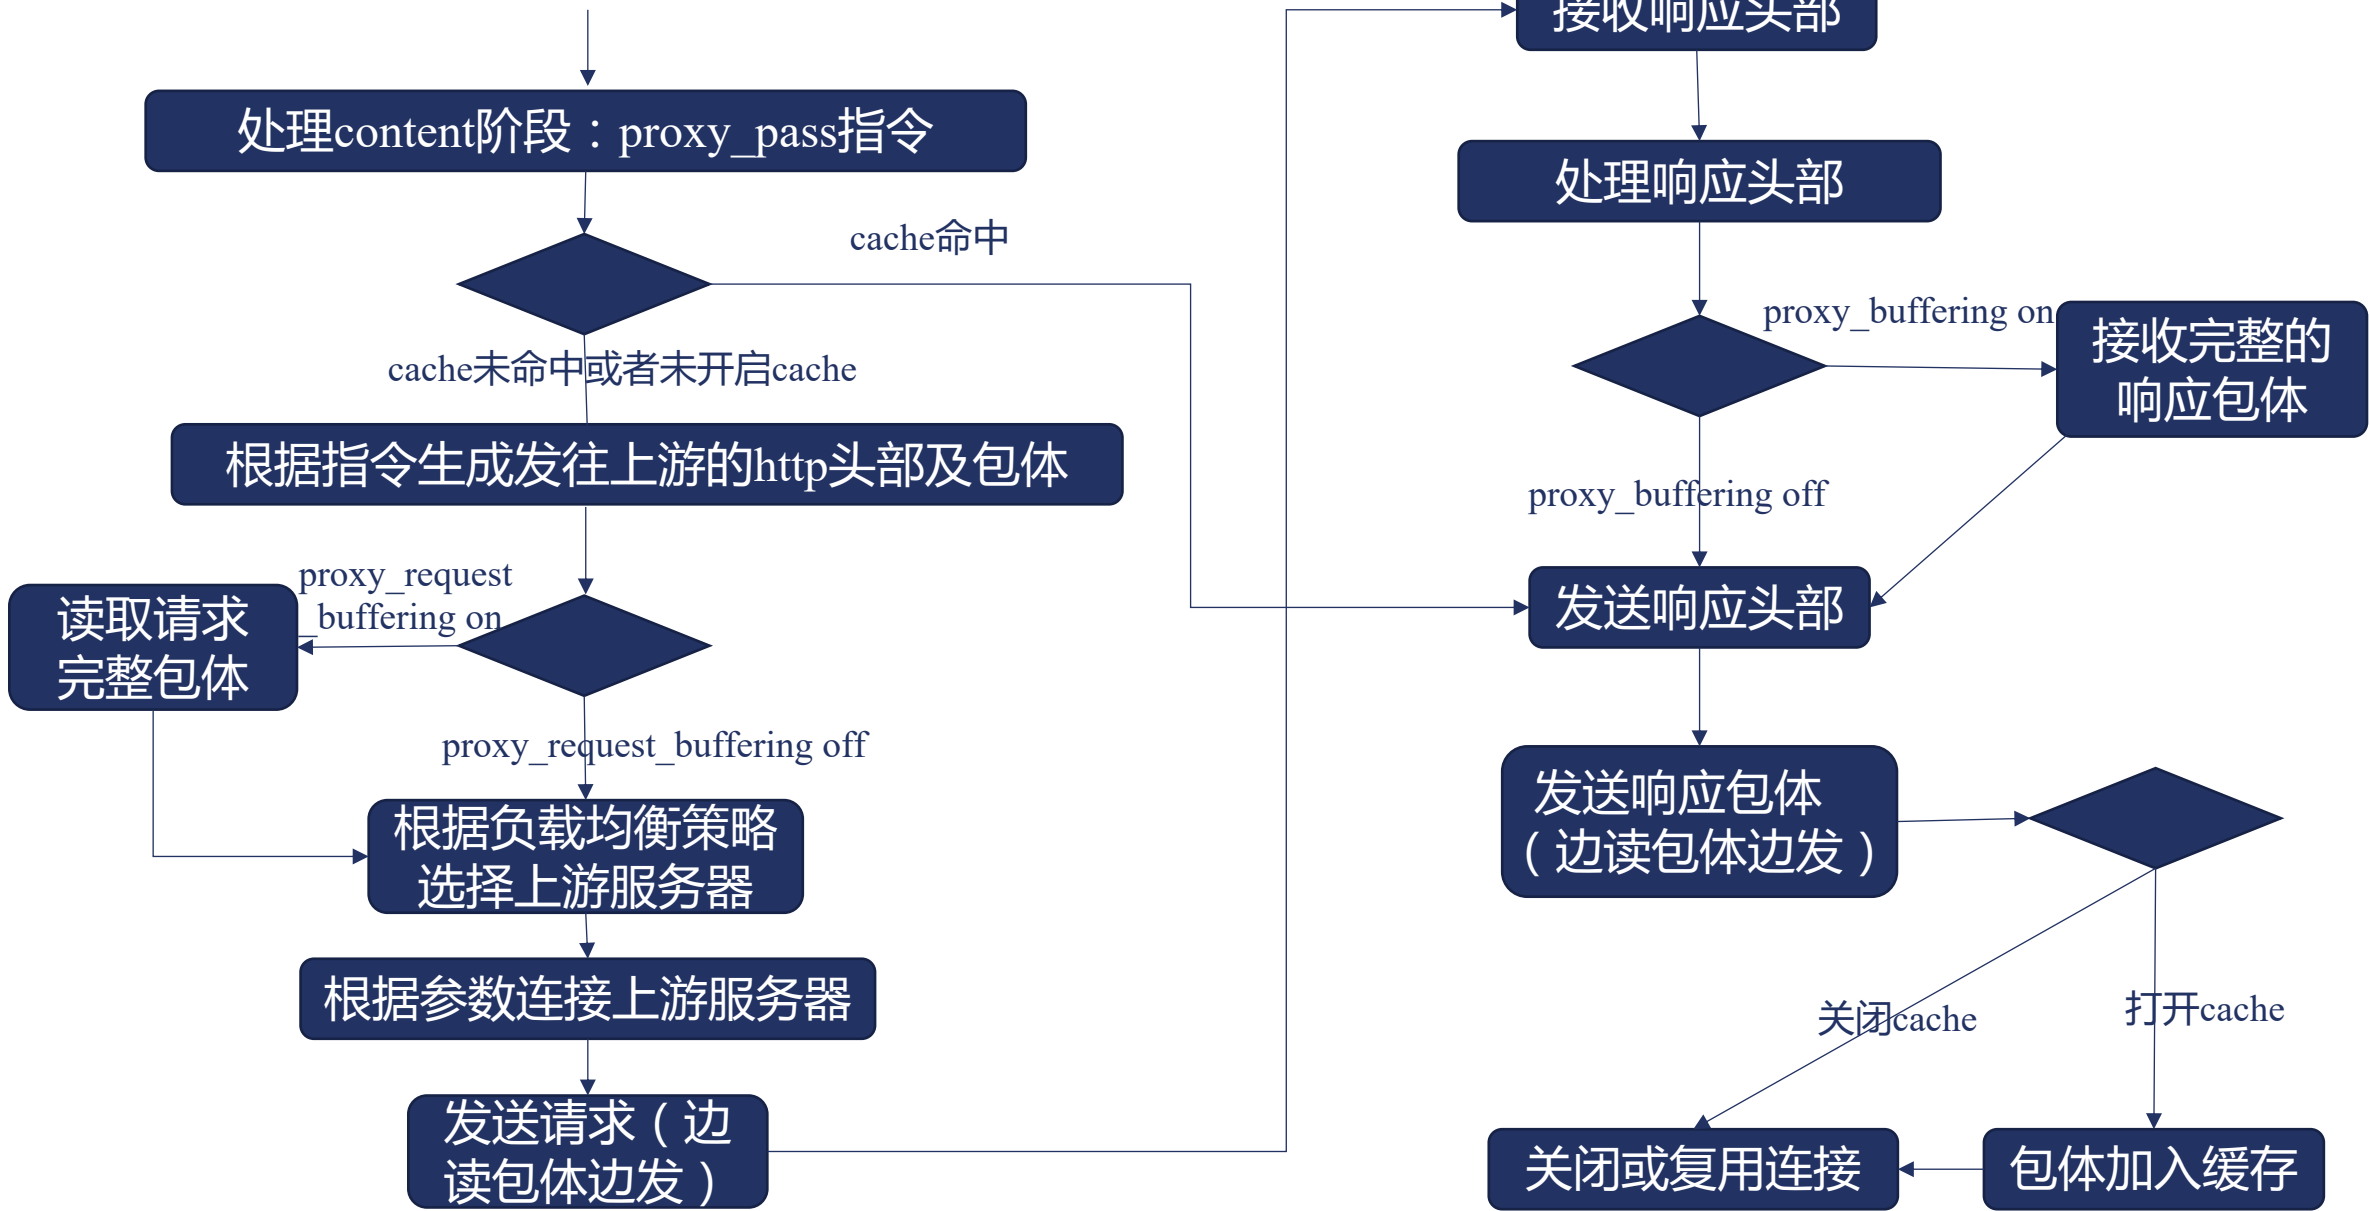 处理content阶段：proxy_pass指令
cache命中
cache未命中或者未开启cache
根据指令生成发往上游的http头部及包体
proxy_request
buffering on
读取请求
完整包体
proxy_request_buffering off
根据负载均衡策略
选择上游服务器
根据参数连接上游服务器
发送请求（边
读包体边发）
接收响应头部
处理响应头部
proxy_buffering on
接收完整的
响应包体
proxy_buffering off
发送响应头部
发送响应包体
（边读包体边发）
关闭cache
打开cache
关闭或复用连接
包体加入缓存